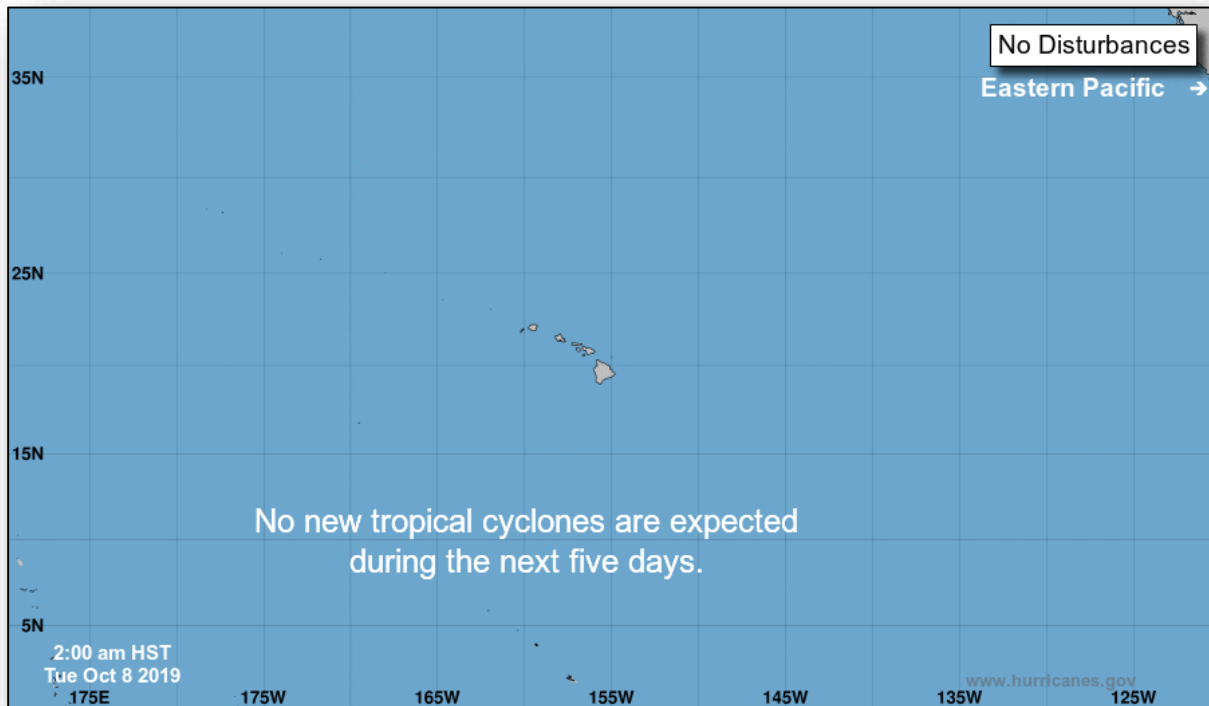 No Disturbances
35N
Eastern Pacific →
25N
15N
No new tropical cyclones are expected
during the next five days.
5N
2:00 am HST
Tue Oct 8 2019
www.hurricanes.gov
175E 175W 165W 155W 145W 135W 125W